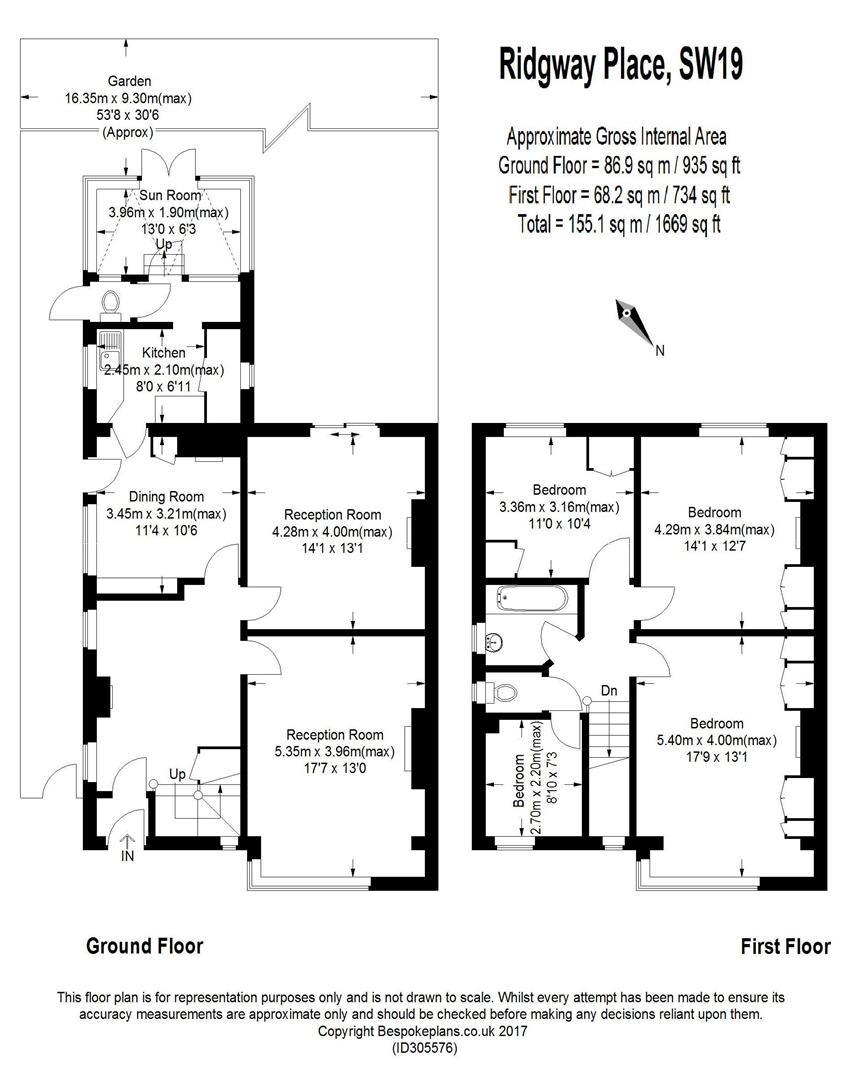 Ridgway Place, SW19
Approximate Gross Internal Area
Ground Floor = 86.9 sq m / 935 sq ft
First Floor = 68.2 sq m / 734 sq ft
Total = 155.1 sq m / 1669 sq ft
N
Garden
16.35m x 9.30m(max)
53'8 x 30'6
(Approx)
Sun Room
3.96m x 1.90m(max)
13'0 x 6'3
Up
Kitchen
2.45m x 2.10m(max)
8'0 x 6'11
Dining Room
3.45m x 3.21m(max)
11'4 x 10'6
Reception Room
4.28m x 4.00m(max)
14'1 x 13'1
Reception Room
5.35m x 3.96m(max)
17'7 x 13'0
Up
IN
Bedroom
3.36m x 3.16m(max)
11'0 x 10'4
Bedroom
4.29m x 3.84m(max)
14'1 x 12'7
Dn
Bedroom
5.40m x 4.00m(max)
17'9 x 13'1
Bedroom
2.70m x 2.20m(max)
8'10 x 7'3
Ground Floor
First Floor
This floor plan is for representation purposes only and is not drawn to scale. Whilst every attempt has been made to ensure its
accuracy measurements are approximate only and should be checked before making any decisions reliant upon them.
Copyright Bespokeplans.co.uk 2017
(ID305576)